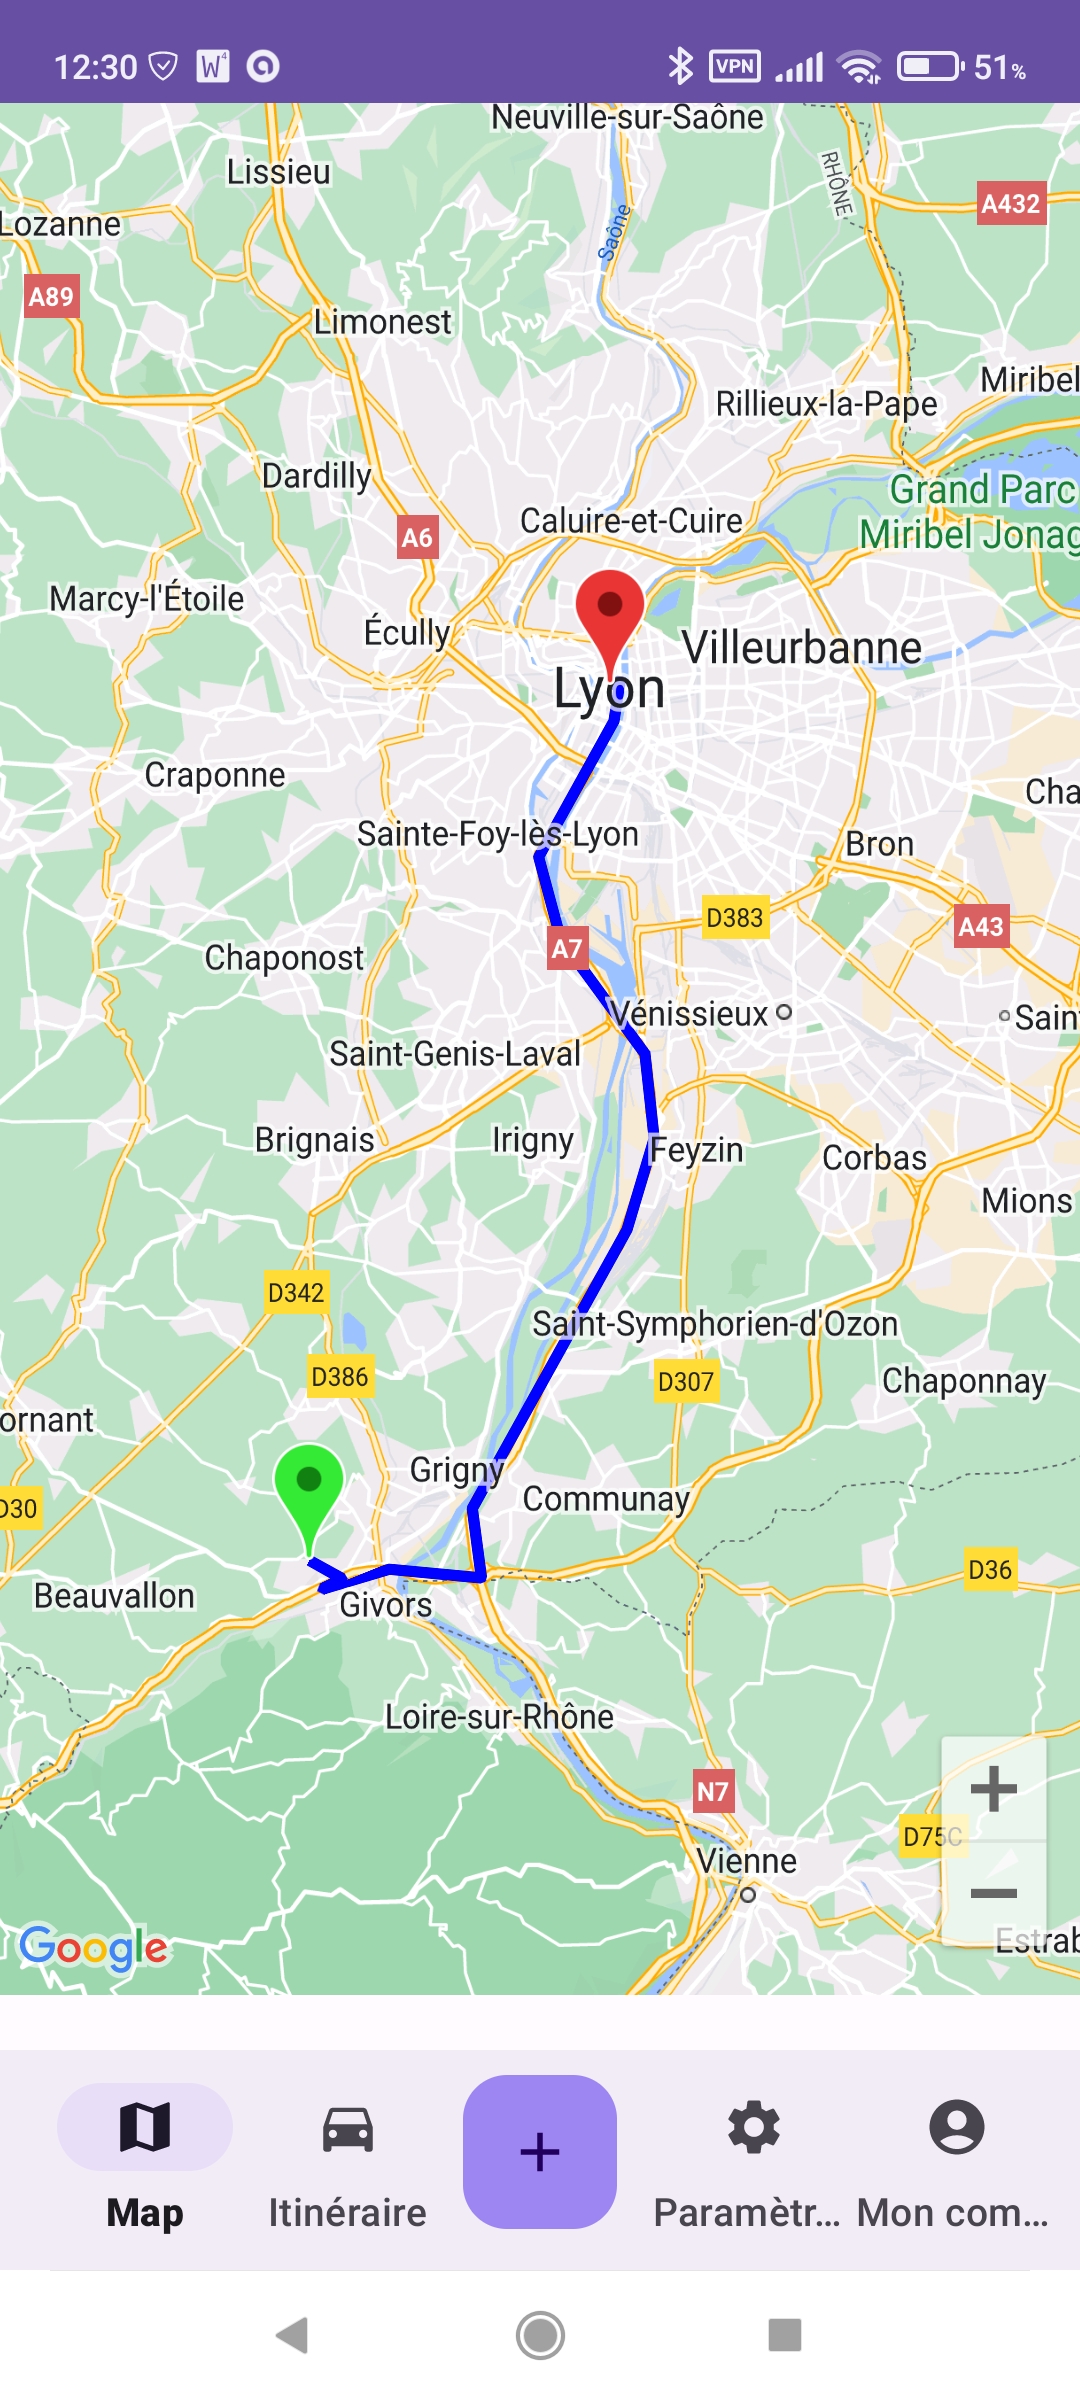 12:30
VPN
51%
Neuville-sur-Saône
Lissieu
RHÔNE
A432
Lozanne
Saône
A89
Limonest
Miribel
Rillieux-la-Pape
Dardilly
Grand Parc
Miribel Jonag
A6
Caluire-et-Cuire
Marcy-l'Étoile
Écully
Villeurbanne
Lyon
Craponne
Cha
Sainte-Foy-lès-Lyon
Bron
D383
A43
A7
Chaponost
Vénissieux
Saint
Saint-Genis-Laval
Brignais
Irigny
Feyzin
Corbas
Mions
D342
Saint-Symphorien-d'Ozon
D386
D307
Chaponnay
ornant
Grigny
D30
Communay
D36
Beauvallon
Givors
Loire-sur-Rhône
N7
D75C
Vienne
Estrab
Google
Map
Itinéraire
Paramètr...
Mon com...